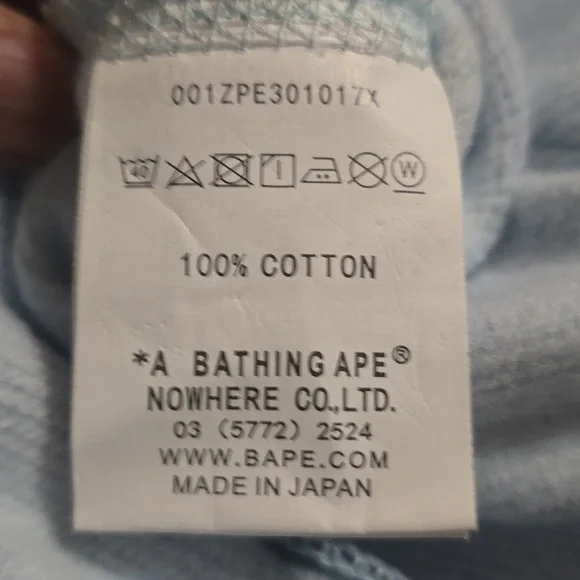 001ZPE301017X
40 W
100% COTTON
*A BATHING APE®
NOWHERE CO.,LTD.
03 (5772) 2524
WWW.BAPE.COM
MADE IN JAPAN